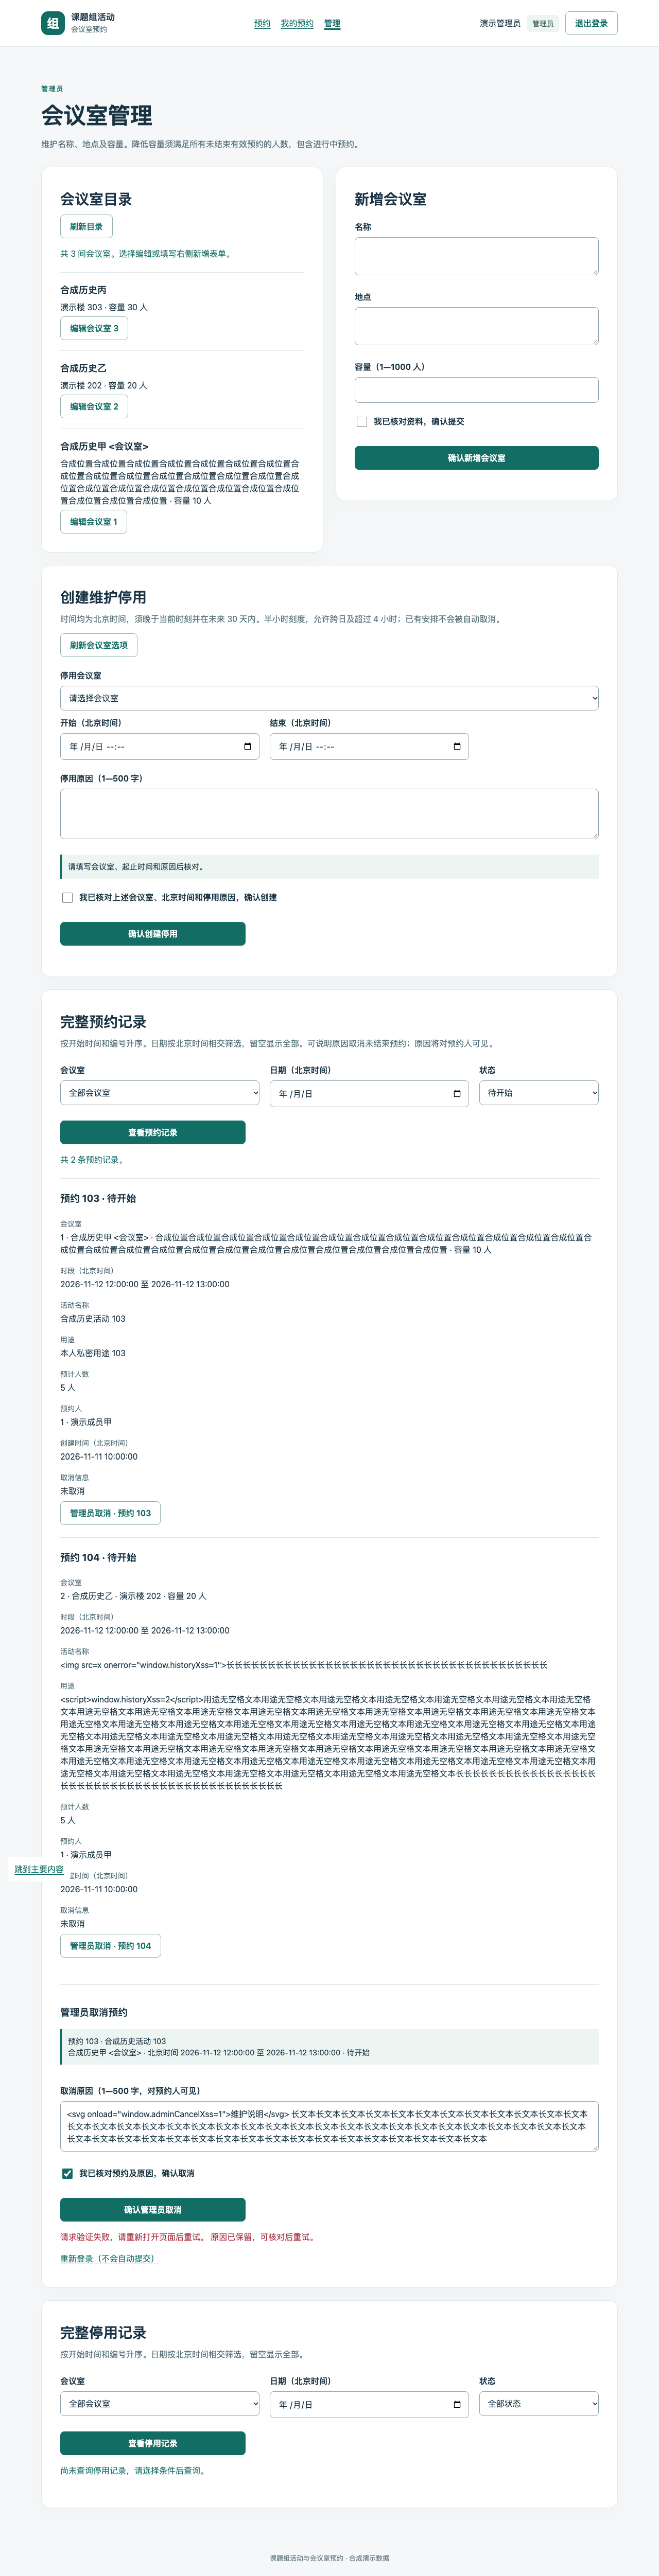 组
课题组活动
会议室预约
预约 我的预约 管理
演示管理员 管理员 退出登录
管理员
会议室管理
维护名称、地点及容量。降低容量须满足所有未结束有效预约的人数，包含进行中预约。
会议室目录
刷新目录
共 3 间会议室。选择编辑或填写右侧新增表单。
合成历史丙
演示楼 303 · 容量 30 人
编辑会议室 3
合成历史乙
演示楼 202 · 容量 20 人
编辑会议室 2
合成历史甲 <会议室>
合成位置合成位置合成位置合成位置合成位置合成位置合成位置合
成位置合成位置合成位置合成位置合成位置合成位置合成位置合成
位置合成位置合成位置合成位置合成位置合成位置合成位置合成位
置合成位置合成位置合成位置 · 容量 10 人
编辑会议室 1
新增会议室
名称
地点
容量（1—1000 人）
我已核对资料，确认提交
确认新增会议室
创建维护停用
时间均为北京时间，须晚于当前时刻并在未来 30 天内。半小时刻度，允许跨日及超过 4 小时；已有安排不会被自动取消。
刷新会议室选项
停用会议室
请选择会议室
开始（北京时间）
年 /月/日 --:--
结束（北京时间）
年 /月/日 --:--
停用原因（1—500 字）
请填写会议室、起止时间和原因后核对。
我已核对上述会议室、北京时间和停用原因，确认创建
确认创建停用
完整预约记录
按开始时间和编号升序。日期按北京时间相交筛选，留空显示全部。可说明原因取消未结束预约；原因将对预约人可见。
会议室
全部会议室
日期（北京时间）
年 /月/日
状态
待开始
查看预约记录
共 2 条预约记录。
预约 103 · 待开始
会议室
1 · 合成历史甲 <会议室> · 合成位置合成位置合成位置合成位置合成位置合成位置合成位置合成位置合成位置合成位置合成位置合成位置合成位置合
成位置合成位置合成位置合成位置合成位置合成位置合成位置合成位置合成位置合成位置合成位置合成位置 · 容量 10 人
时段（北京时间）
2026-11-12 12:00:00 至 2026-11-12 13:00:00
活动名称
合成历史活动 103
用途
本人私密用途 103
预计人数
5 人
预约人
1 · 演示成员甲
创建时间（北京时间）
2026-11-11 10:00:00
取消信息
未取消
管理员取消 · 预约 103
预约 104 · 待开始
会议室
2 · 合成历史乙 · 演示楼 202 · 容量 20 人
时段（北京时间）
2026-11-12 12:00:00 至 2026-11-12 13:00:00
活动名称
<img src=x onerror="window.historyXss=1">长长长长长长长长长长长长长长长长长长长长长长长长长长长长长长长长长长长长长长长
用途
<script>window.historyXss=2</script>用途无空格文本用途无空格文本用途无空格文本用途无空格文本用途无空格文本用途无空格文本用途无空格
文本用途无空格文本用途无空格文本用途无空格文本用途无空格文本用途无空格文本用途无空格文本用途无空格文本用途无空格文本用途无空格文本
用途无空格文本用途无空格文本用途无空格文本用途无空格文本用途无空格文本用途无空格文本用途无空格文本用途无空格文本用途无空格文本用途
无空格文本用途无空格文本用途无空格文本用途无空格文本用途无空格文本用途无空格文本用途无空格文本用途无空格文本用途无空格文本用途无空
格文本用途无空格文本用途无空格文本用途无空格文本用途无空格文本用途无空格文本用途无空格文本用途无空格文本用途无空格文本用途无空格文
本用途无空格文本用途无空格文本用途无空格文本用途无空格文本用途无空格文本用途无空格文本用途无空格文本用途无空格文本用途无空格文本用
途无空格文本用途无空格文本用途无空格文本用途无空格文本用途无空格文本用途无空格文本用途无空格文本长长长长长长长长长长长长长长长长长
长长长长长长长长长长长长长长长长长长长长长长长长长长长
预计人数
5 人
预约人
1 · 演示成员甲
跳到主要内容
建时间（北京时间）
2026-11-11 10:00:00
取消信息
未取消
管理员取消 · 预约 104
管理员取消预约
预约 103 · 合成历史活动 103
合成历史甲 <会议室> · 北京时间 2026-11-12 12:00:00 至 2026-11-12 13:00:00 · 待开始
取消原因（1—500 字，对预约人可见）
<svg onload="window.adminCancelXss=1">维护说明</svg> 长文本长文本长文本长文本长文本长文本长文本长文本长文本长文本长文本长文本
长文本长文本长文本长文本长文本长文本长文本长文本长文本长文本长文本长文本长文本长文本长文本长文本长文本长文本长文本长文本长文本
长文本长文本长文本长文本长文本长文本长文本长文本长文本长文本长文本长文本长文本长文本长文本长文本长文本
我已核对预约及原因，确认取消
确认管理员取消
请求验证失败，请重新打开页面后重试。 原因已保留，可核对后重试。
重新登录（不会自动提交）
完整停用记录
按开始时间和编号升序。日期按北京时间相交筛选，留空显示全部。
会议室
全部会议室
日期（北京时间）
年 /月/日
状态
全部状态
查看停用记录
尚未查询停用记录，请选择条件后查询。
课题组活动与会议室预约 · 合成演示数据